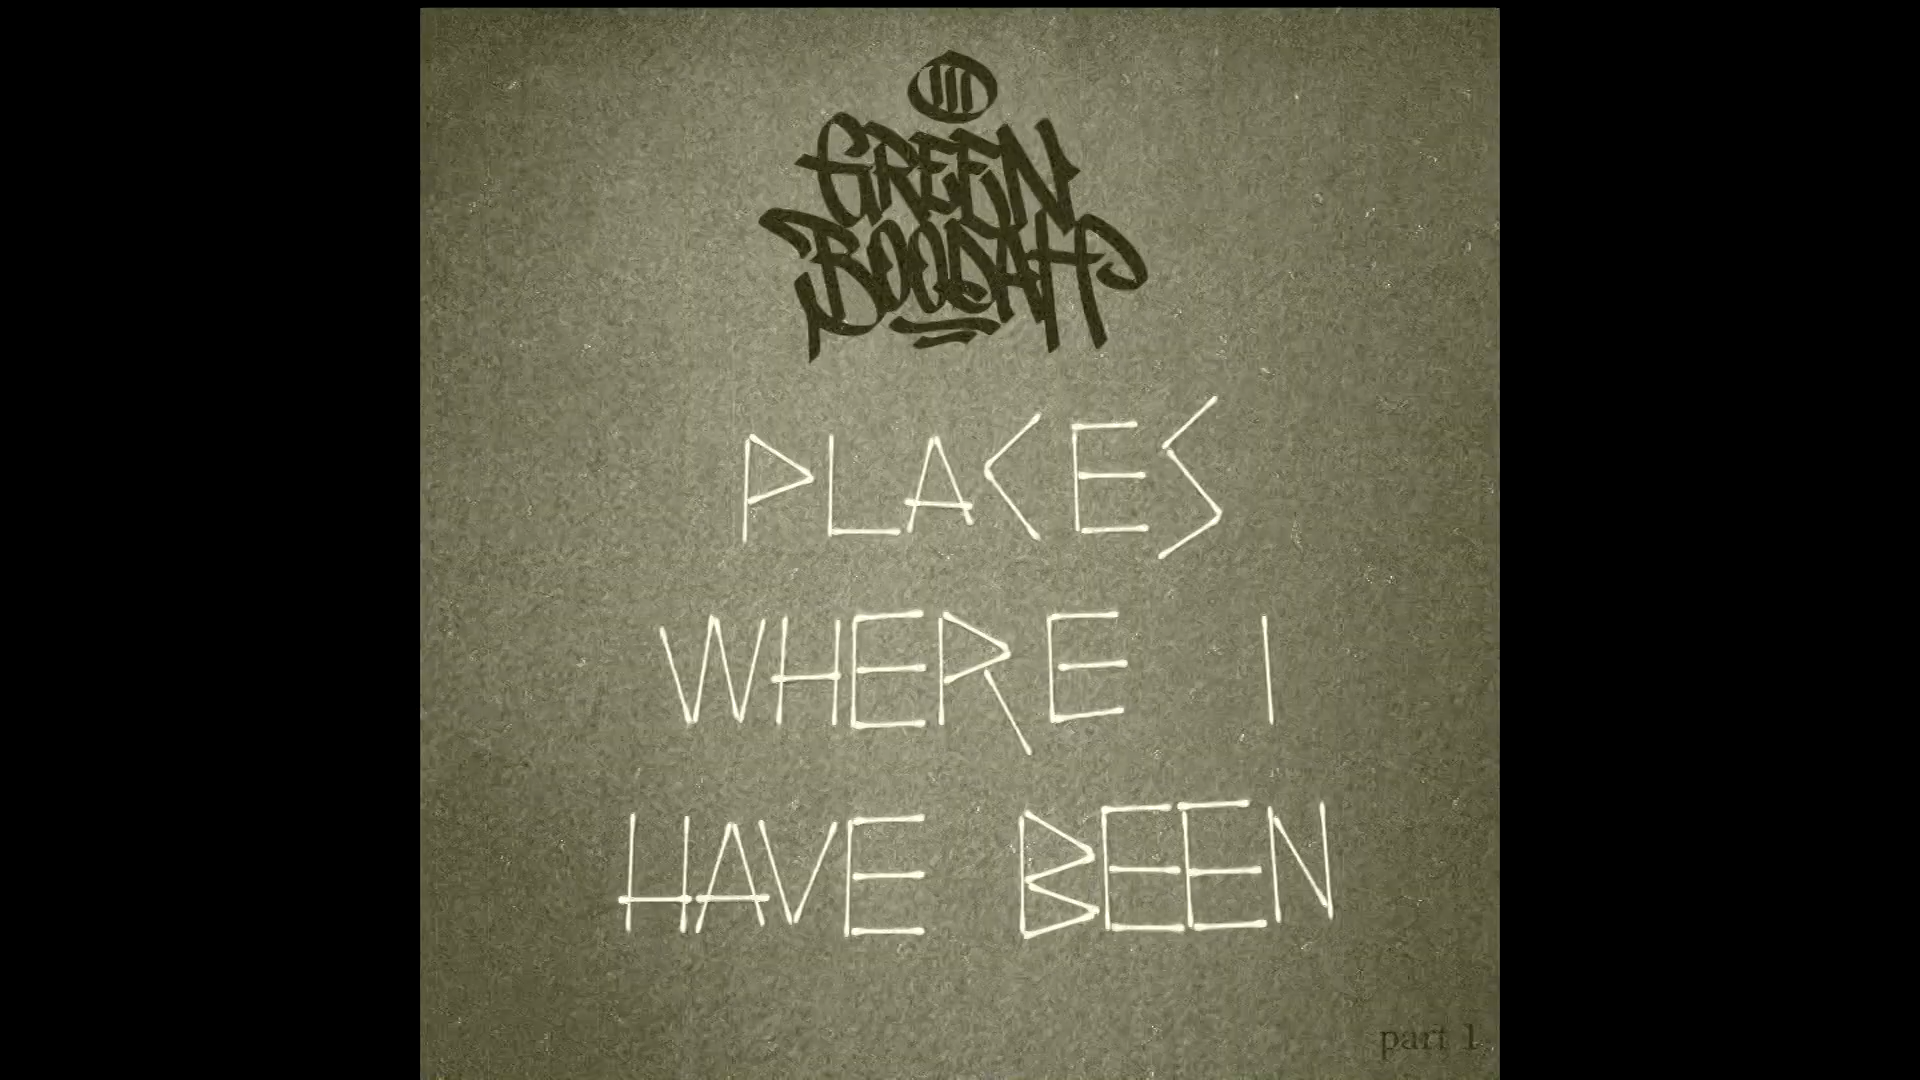 GREEN
BOODAH
PLACES
WHERE I
HAVE BEEN
part 1